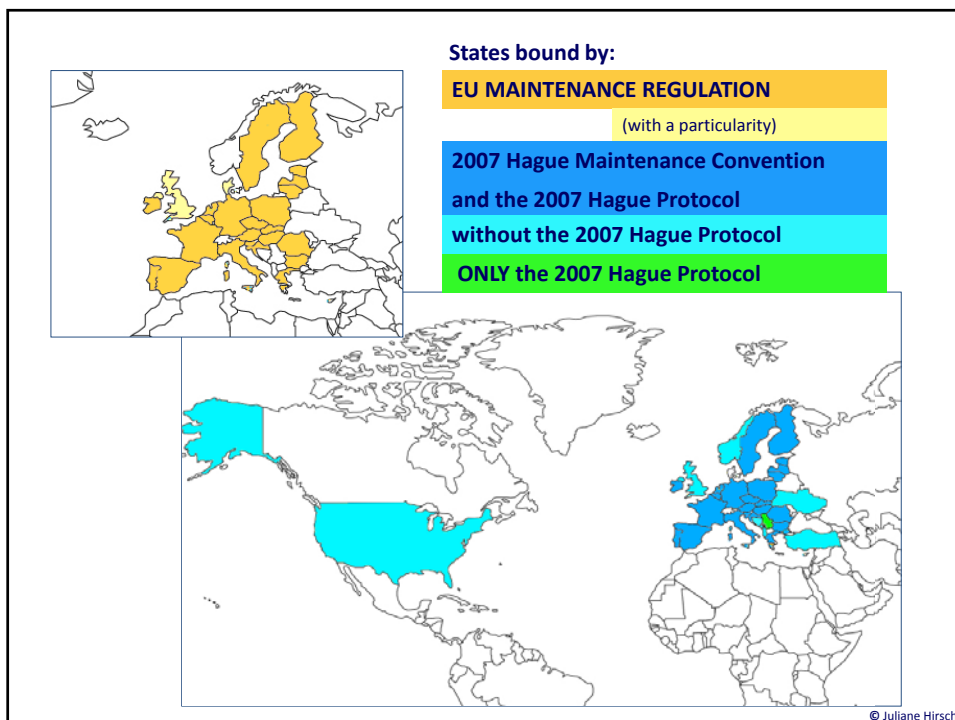 States bound by:
EU MAINTENANCE REGULATION
(with a particularity)
2007 Hague Maintenance Convention
and the 2007 Hague Protocol
without the 2007 Hague Protocol
ONLY the 2007 Hague Protocol
© Juliane Hirsch